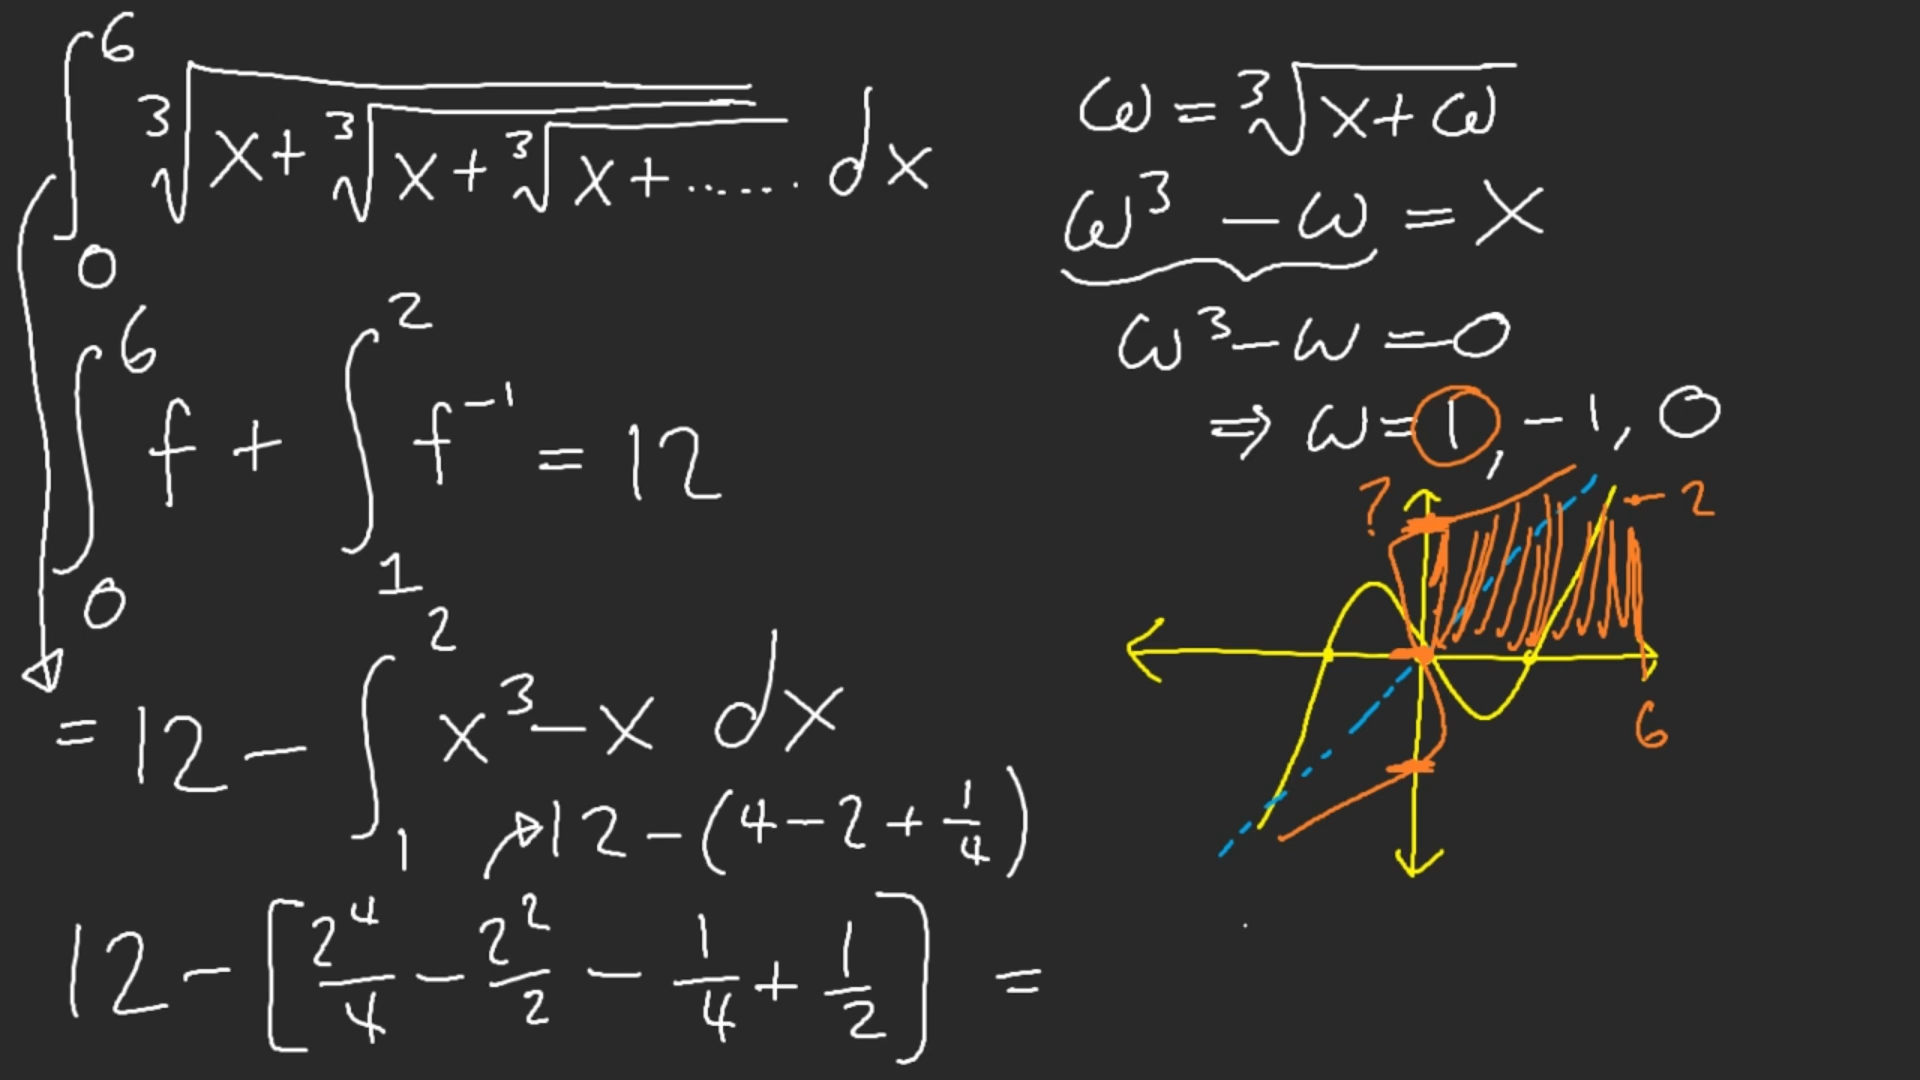 ∫₀⁶ ∛(x+∛(x+∛(x+...... dx
∫₀⁶ f + ∫₁² f⁻¹ = 12
= 12 − ∫₁² x³−x dx
12 − (4−2+1/4)
12 − [2⁴/4 − 2²/2 − 1/4 + 1/2] =
ω = ∛(x+ω)
ω³ − ω = x
ω³ − ω = 0
⇒ ω = 1, −1, 0
?
2
6